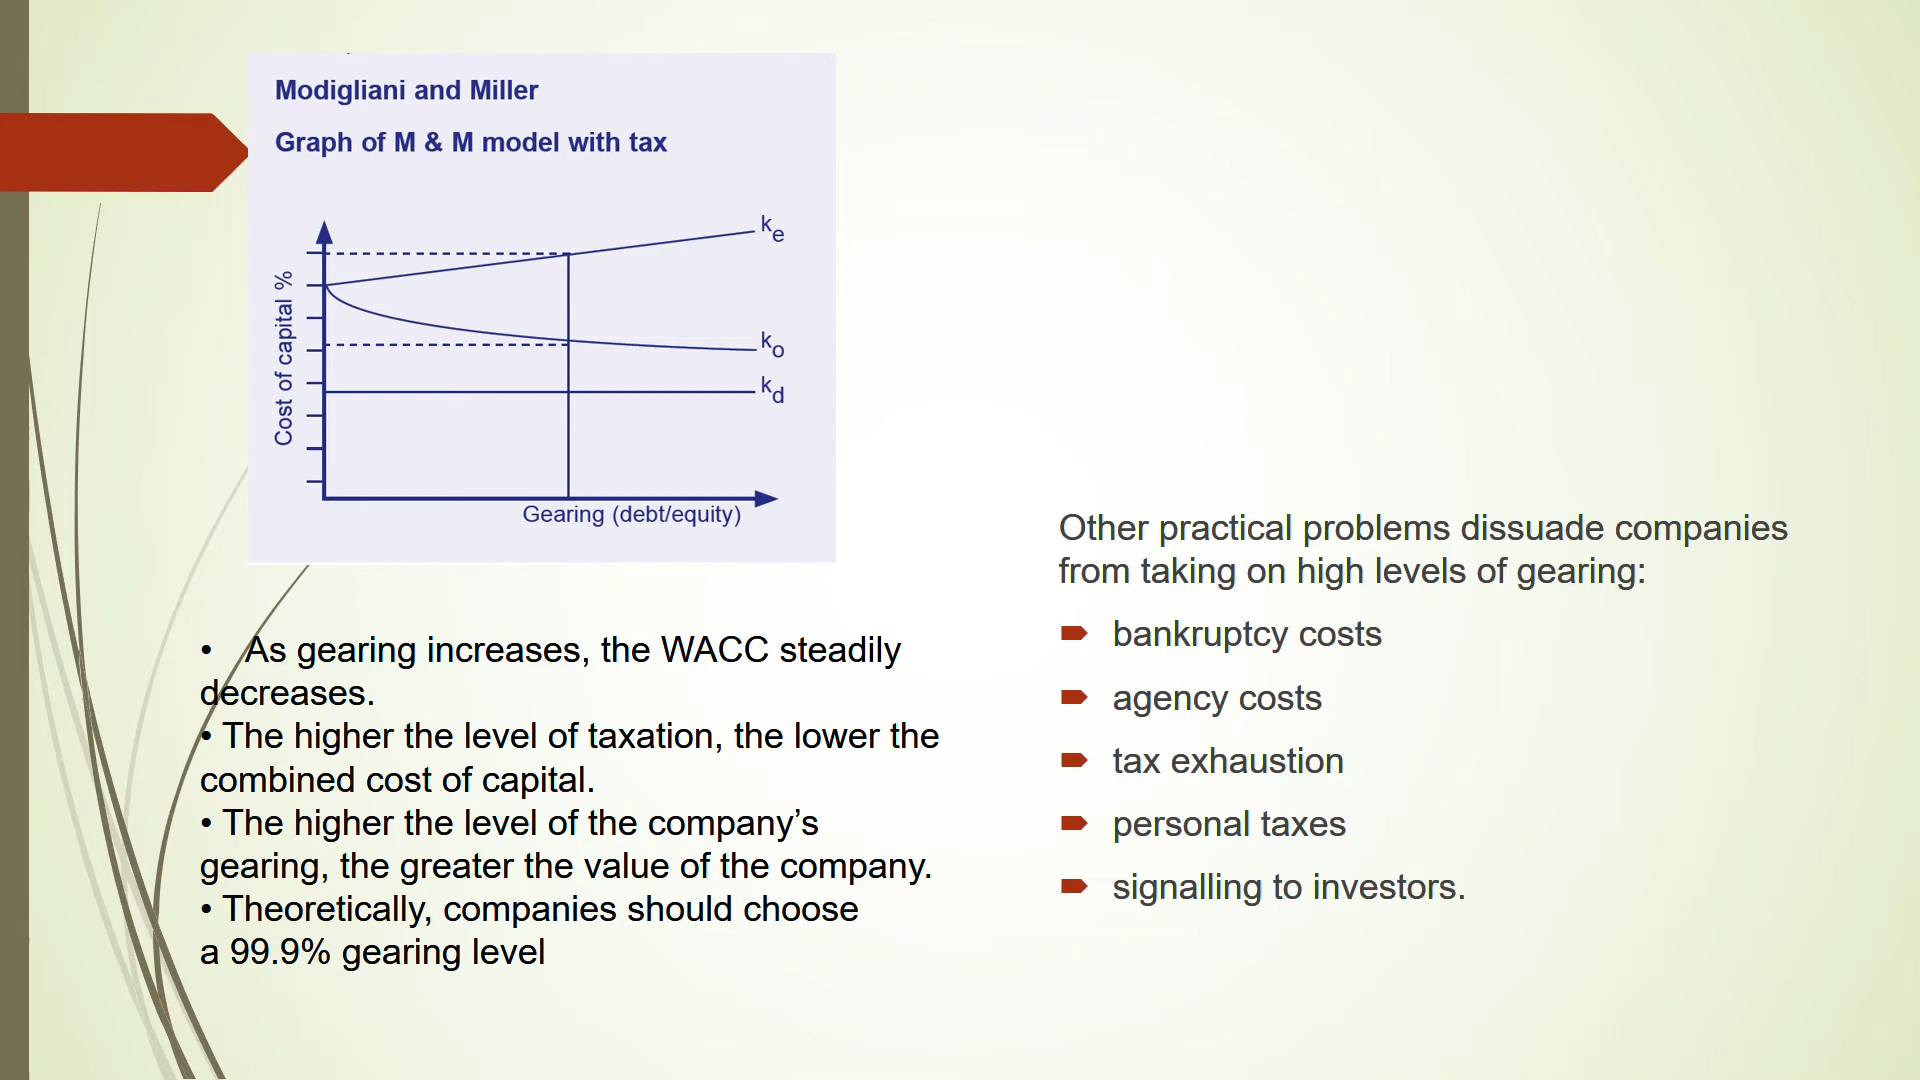 Modigliani and Miller
Graph of M & M model with tax
Cost of capital %
ke
ko
kd
Gearing (debt/equity)
• As gearing increases, the WACC steadily
decreases.
• The higher the level of taxation, the lower the
combined cost of capital.
• The higher the level of the company’s
gearing, the greater the value of the company.
• Theoretically, companies should choose
a 99.9% gearing level
Other practical problems dissuade companies
from taking on high levels of gearing:
bankruptcy costs
agency costs
tax exhaustion
personal taxes
signalling to investors.